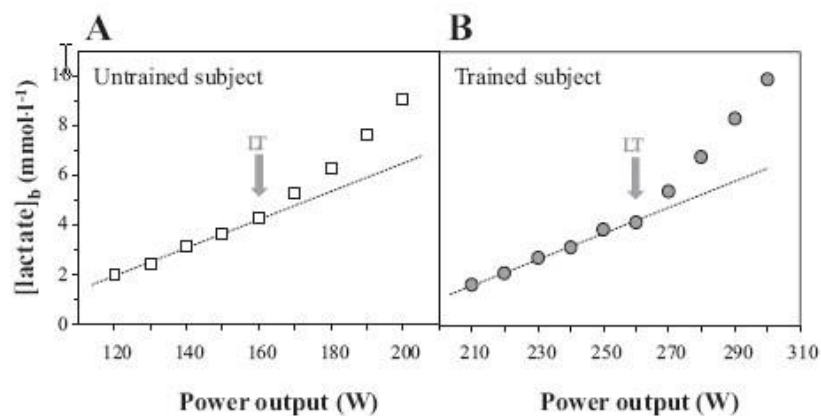 A
B
Untrained subject
Trained subject
LT
LT
[lactate]b (mmol·l-1)
10
8
6
4
2
0
120 140 160 180 200
210 230 250 270 290 310
Power output (W)
Power output (W)